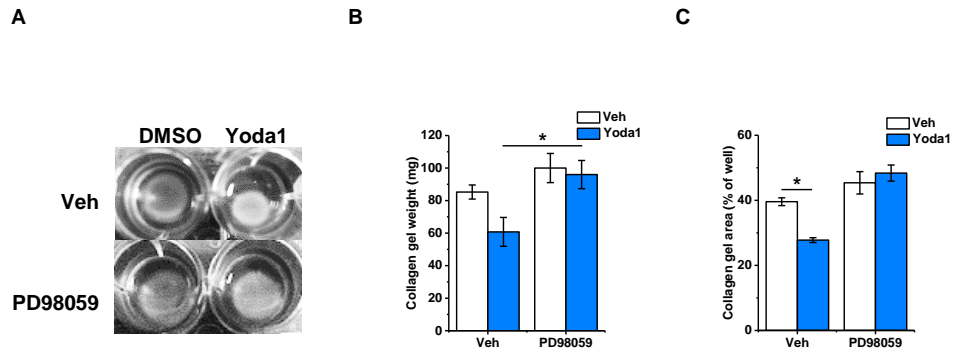 A
DMSO Yoda1
Veh
PD98059
B
Veh
Yoda1
*
Collagen gel weight (mg)
120
100
80
60
40
20
0
Veh PD98059
C
Veh
Yoda1
*
Collagen gel area (% of well)
60
40
20
0
Veh PD98059